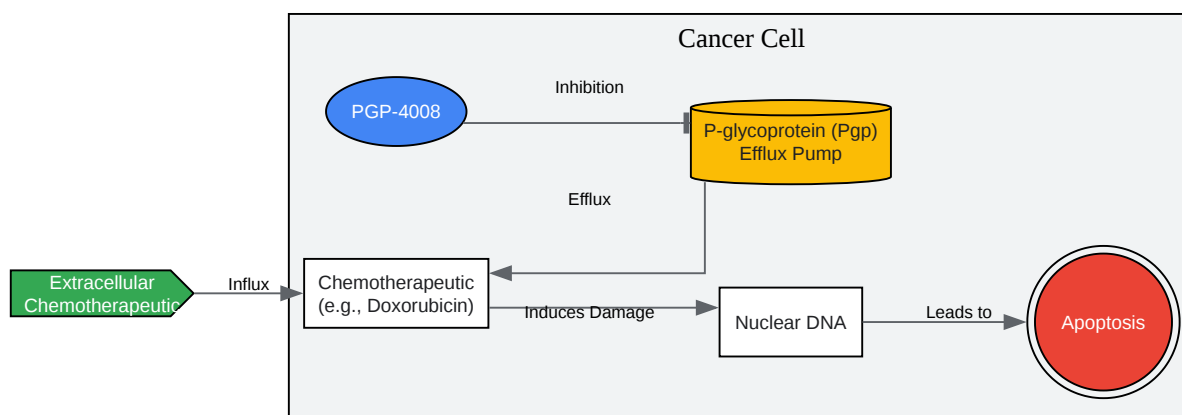 Cancer Cell
PGP-4008
Inhibition
P-glycoprotein (Pgp)
Efflux Pump
Efflux
Extracellular
Chemotherapeutic
Influx
Chemotherapeutic
(e.g., Doxorubicin)
Induces Damage
Nuclear DNA
Leads to
Apoptosis